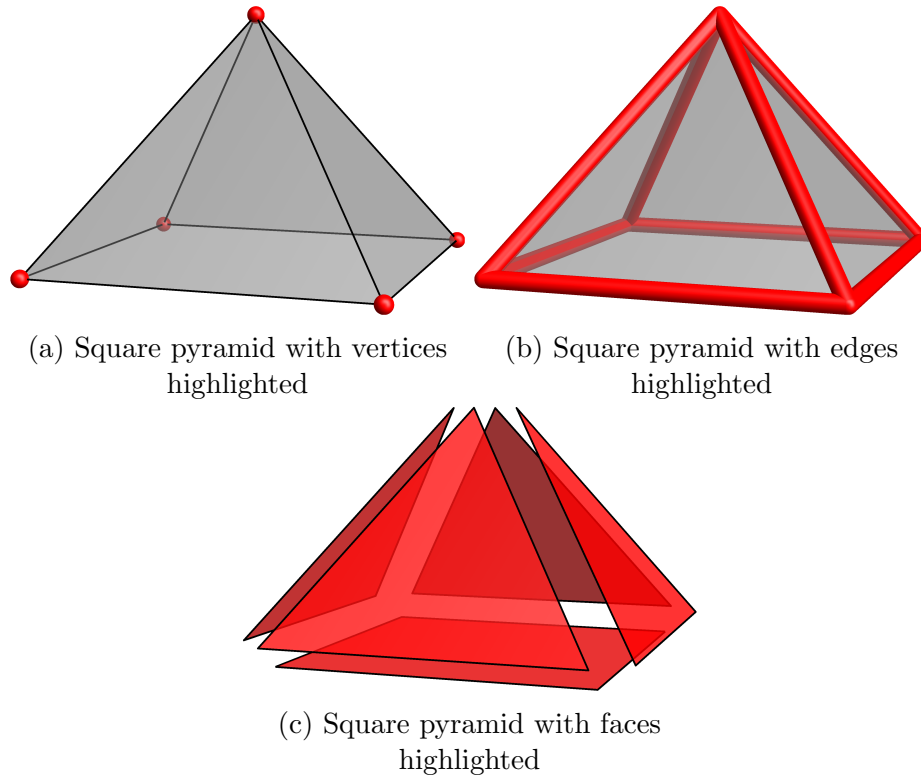 (a) Square pyramid with vertices
highlighted
(b) Square pyramid with edges
highlighted
(c) Square pyramid with faces
highlighted